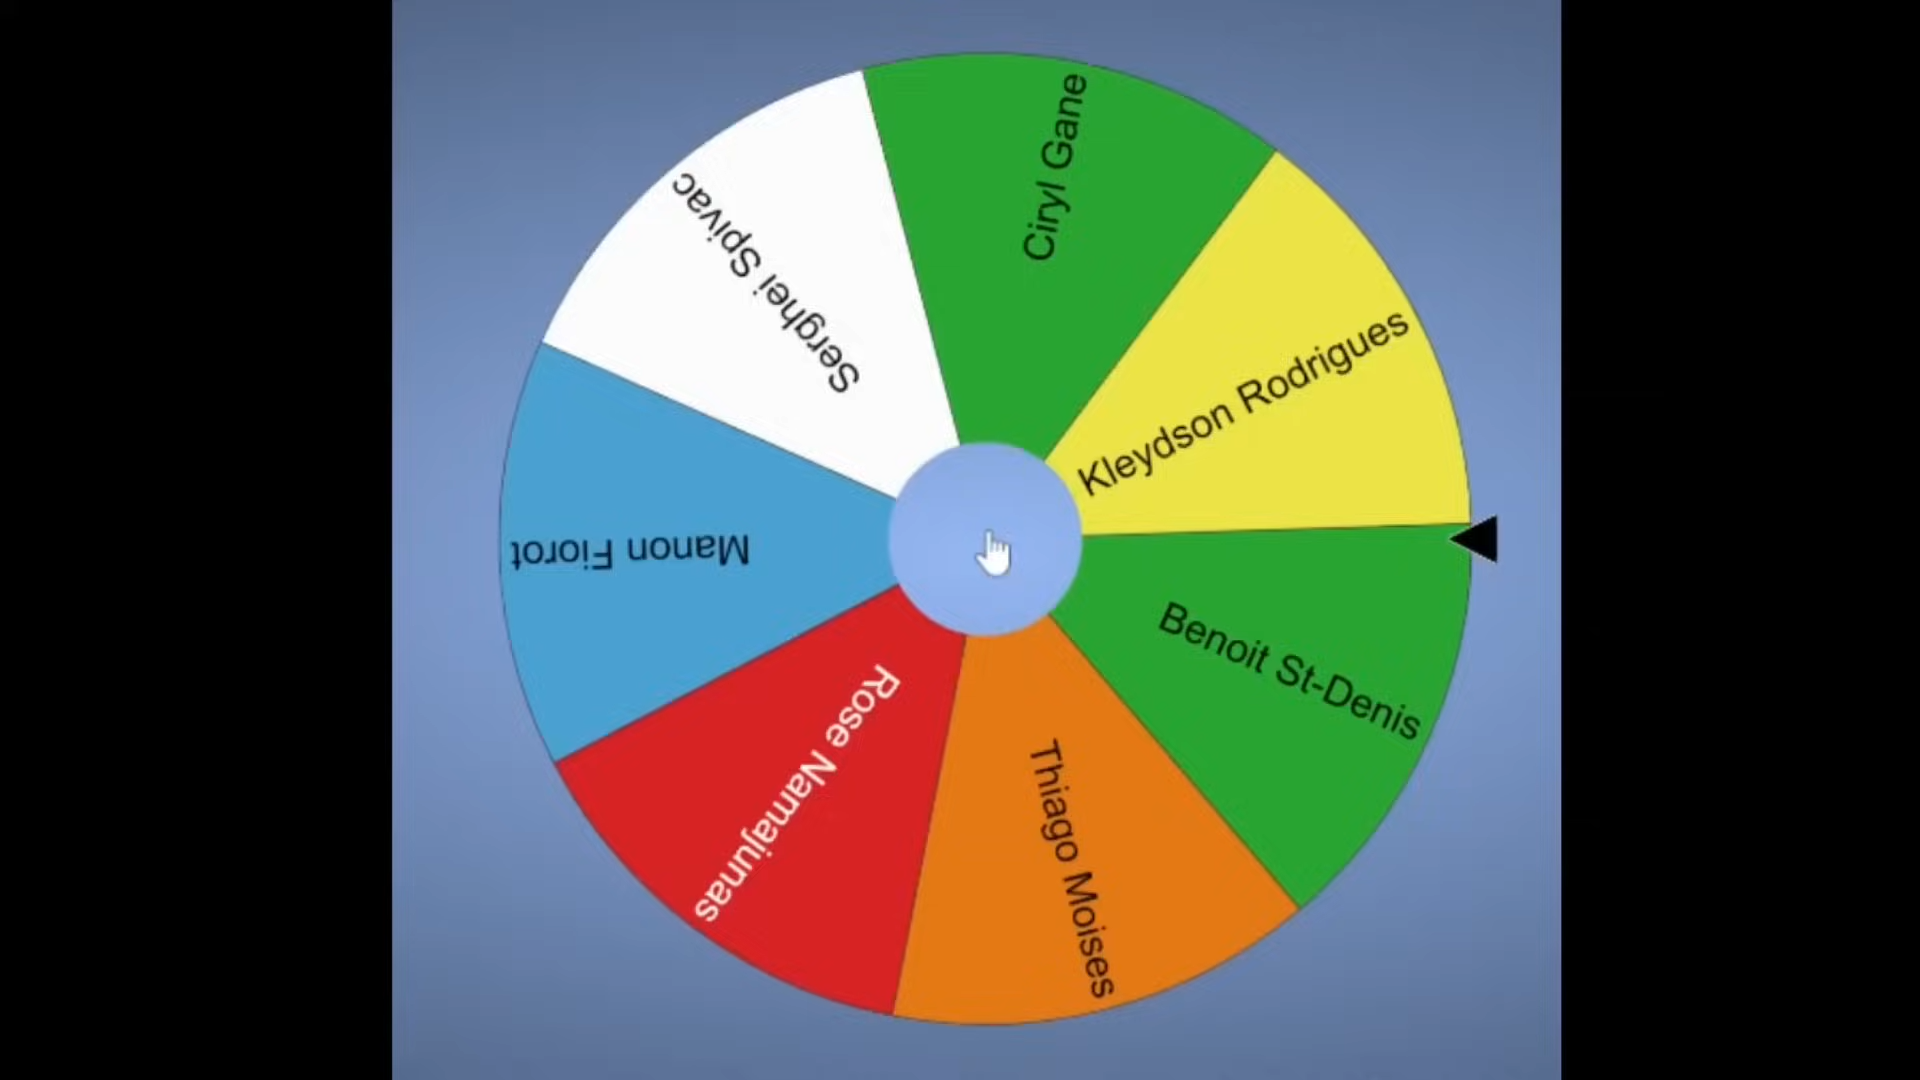 Ciryl Gane
Kleydson Rodrigues
Benoit St-Denis
Thiago Moises
Rose Namajunas
Manon Fiorot
Serghei Spivac